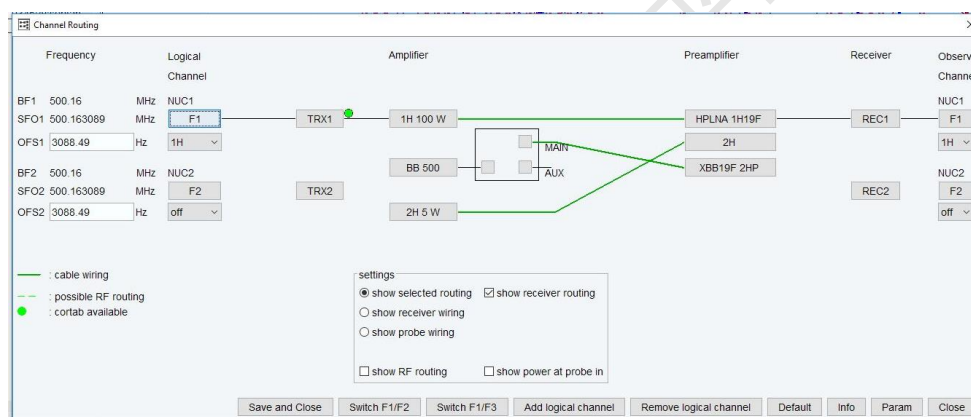 Channel Routing
Frequency Logical Channel Amplifier Preamplifier Receiver Observ Channe
BF1 500.16 MHz NUC1 NUC1
SFO1 500.163089 MHz F1 TRX1 1H 100 W HPLNA 1H19F REC1 F1
OFS1 3088.49 Hz 1H 2H 1H
MAIN
BF2 500.16 MHz NUC2 BB 500 AUX XBB19F 2HP NUC2
SFO2 500.163089 MHz F2 TRX2 REC2 F2
OFS2 3088.49 Hz off 2H 5 W off
: cable wiring
: possible RF routing
: cortab available
settings
show selected routing show receiver routing
show receiver wiring
show probe wiring
show RF routing show power at probe in
Save and Close Switch F1/F2 Switch F1/F3 Add logical channel Remove logical channel Default Info Param Close